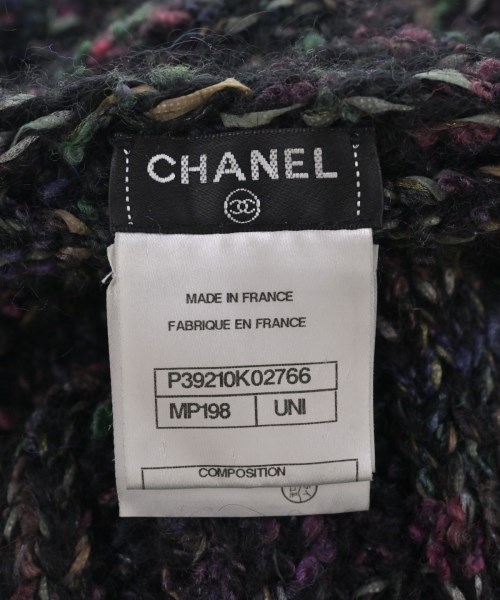 CHANEL
MADE IN FRANCE
FABRIQUE EN FRANCE
P39210K02766
MP198 UNI
COMPOSITION